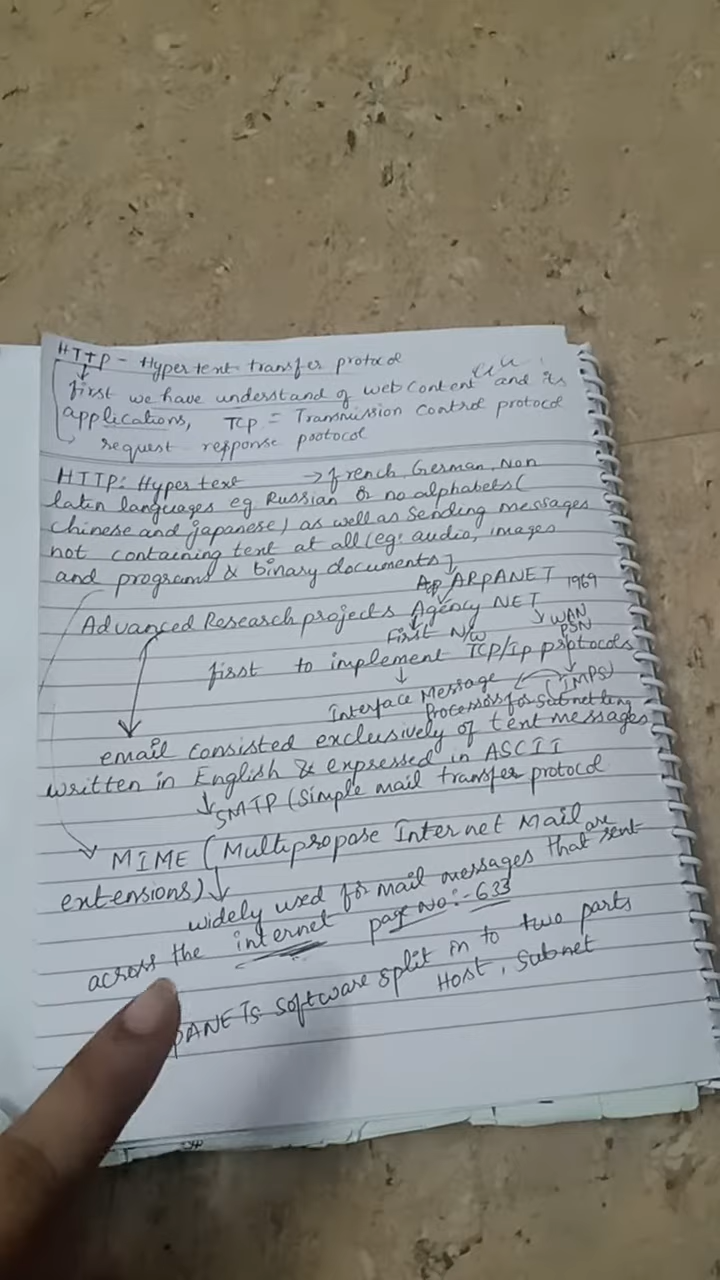 HTTP - Hyper tent transfer protocol
first we have understand of web content and its
applications, TCP = Transmission Control protocol
request response pootocol
HTTP: Hyper text → french, German, Non
latin languages eg Russian & no alphabets (
Chinese and japanese) as well as sending messages
not containing tent at all (eg: audio, images
and programs & binary documents]
ARPANET 1969
Advanced Research projects Agency NET
First N/W WAN
PSN
first to implement TCP/Ip protocols
Interface Message (IMPS)
Processors for Subnetting
email consisted exclusively of tent messages
written in English & expressed in ASCII
SMTP (Simple mail transfer protocol
MIME (Multipropose Internet Mail
extensions)
widely used for mail messages that are sent
across the internet page No:- 633
PANETs software split in to two parts
Host, Subnet